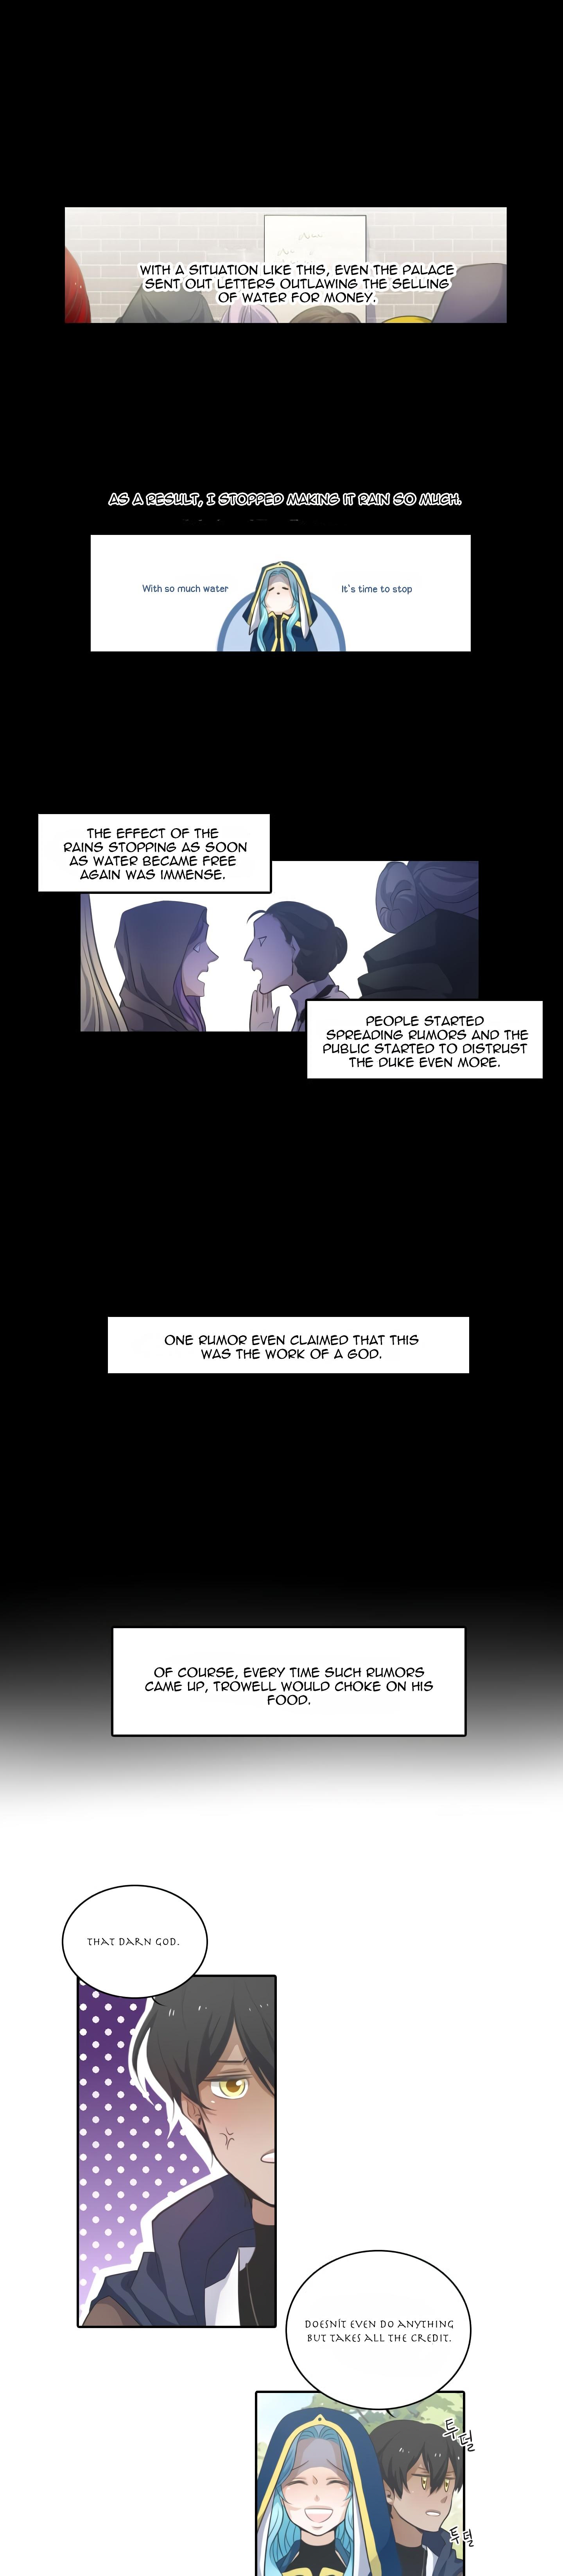 WITH A SITUATION LIKE THIS, EVEN THE PALACE
SENT OUT LETTERS OUTLAWING THE SELLING
OF WATER FOR MONEY.
AS A RESULT, I STOPPED MAKING IT RAIN SO MUCH.
With so much water
It's time to stop
THE EFFECT OF THE
RAINS STOPPING AS SOON
AS WATER BECAME FREE
AGAIN WAS IMMENSE.
PEOPLE STARTED
SPREADING RUMORS AND THE
PUBLIC STARTED TO DISTRUST
THE DUKE EVEN MORE.
ONE RUMOR EVEN CLAIMED THAT THIS
WAS THE WORK OF A GOD.
OF COURSE, EVERY TIME SUCH RUMORS
CAME UP, TROWELL WOULD CHOKE ON HIS
FOOD.
THAT DARN GOD.
DOESNÍT EVEN DO ANYTHING
BUT TAKES ALL THE CREDIT.
투덜
투덜